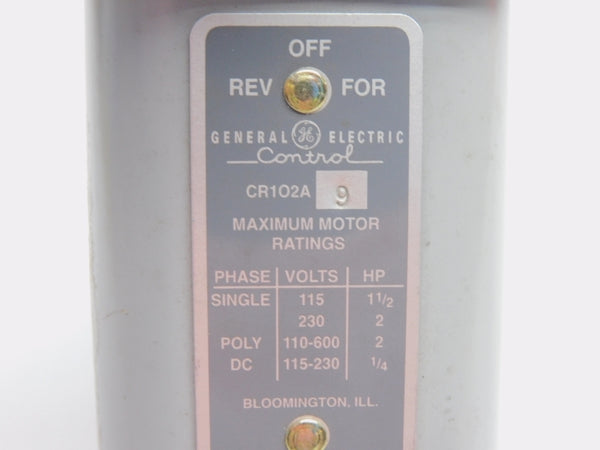 OFF
REV FOR
GENERAL GE ELECTRIC
Control
CR102A 9
MAXIMUM MOTOR
RATINGS
PHASE VOLTS HP
SINGLE 115 1 1/2
230 2
POLY 110-600 2
DC 115-230 1/4
BLOOMINGTON, ILL.